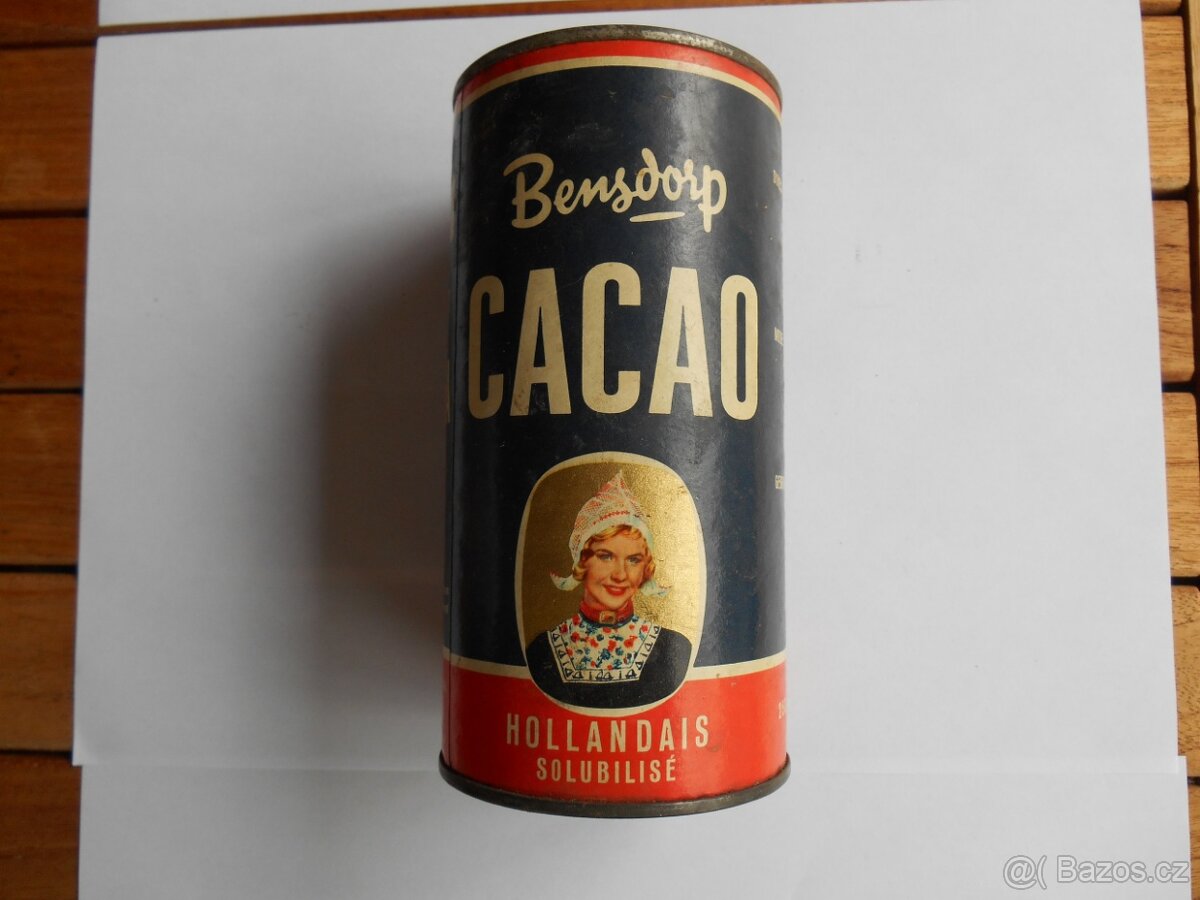 Bensdorp
CACAO
HOLLANDAIS
SOLUBILISÉ
@( Bazos.cz